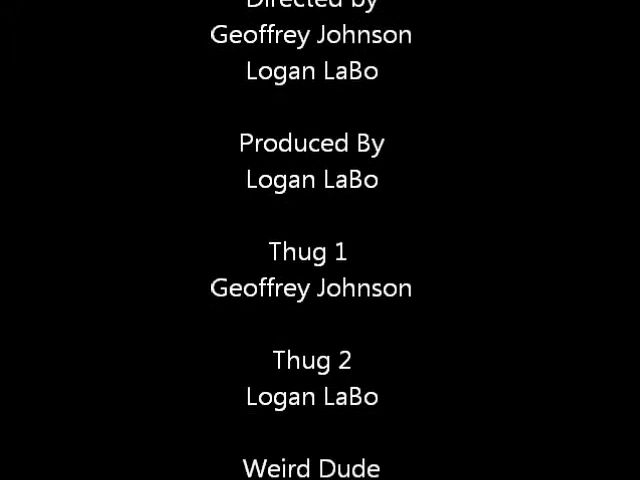 Directed by
Geoffrey Johnson
Logan LaBo
Produced By
Logan LaBo
Thug 1
Geoffrey Johnson
Thug 2
Logan LaBo
Weird Dude